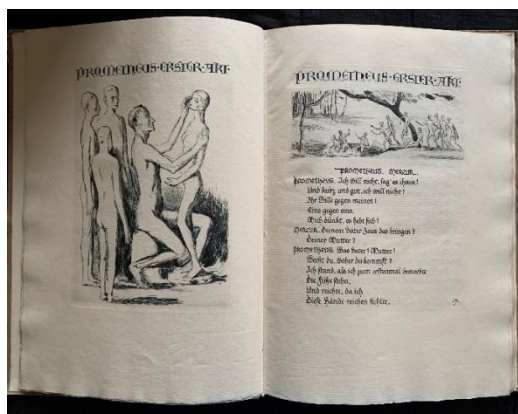 PROMETHEUS·ERSTER·AKT·
PROMETHEUS·ERSTER·AKT·
PROMETHEUS. MERCUR.
PROMETHEUS. Ich will nicht, sag' es ihnen!
Und kurz und gut, ich will nicht!
Ihr Wille gegen meinen!
Eins gegen eins.
Mich dünkt, es hebt sich!
MERCUR. Deinem Vater Zeus das bringen?
Deiner Mutter?
PROMETHEUS. Was Vater! Mutter!
Weißt du, woher du kommst?
Ich stand, als ich zum erstenmal bemerkte
Die Füße stehn,
Und reichte, da ich
Diese Hände reichen fühlte,